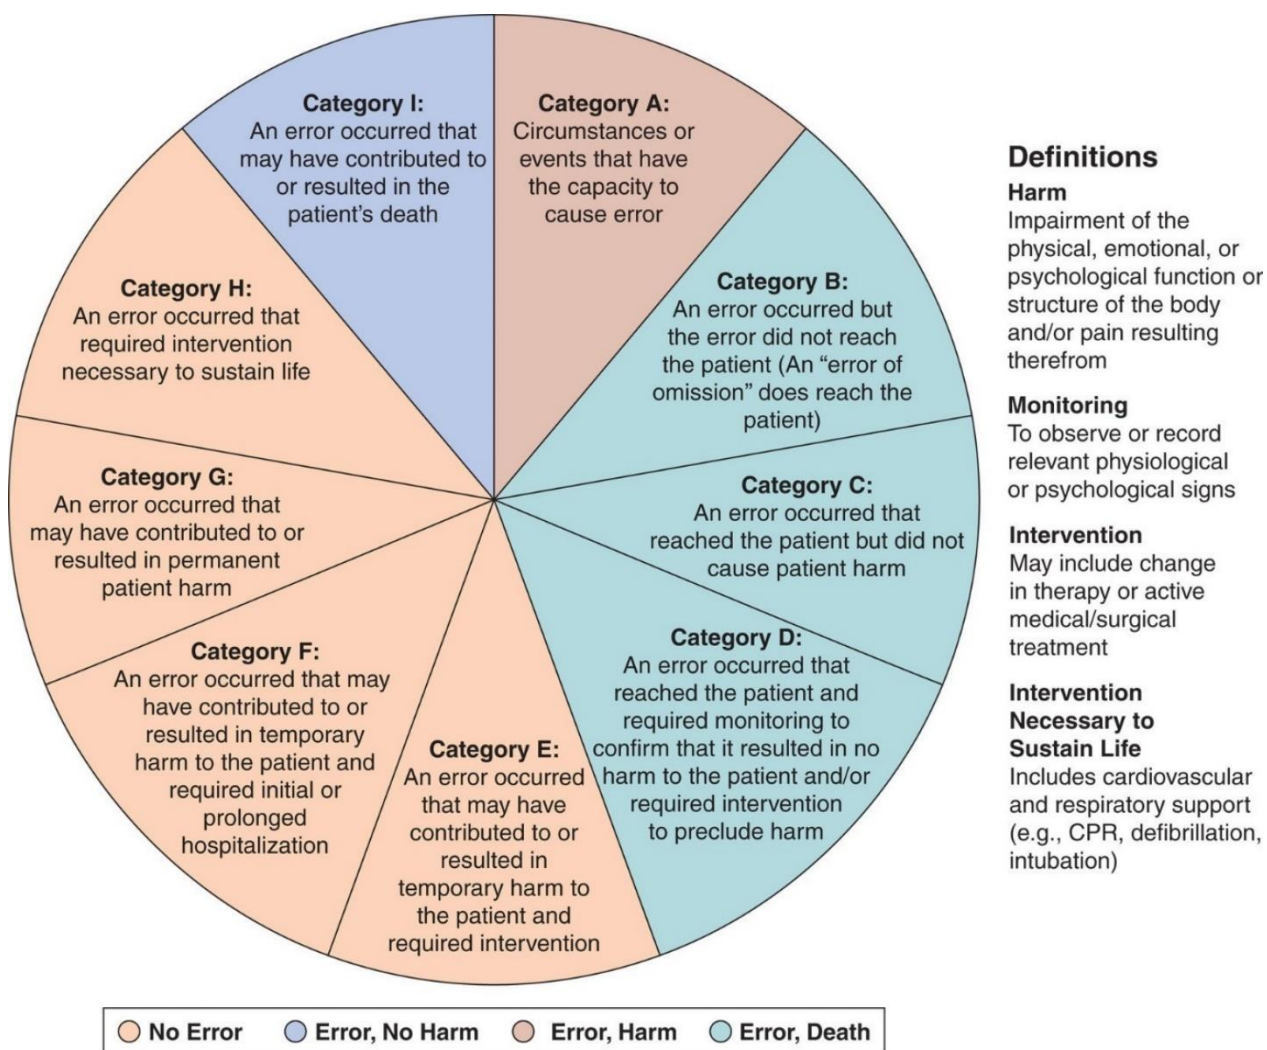 Category I:
An error occurred that
may have contributed to
or resulted in the
patient’s death
Category A:
Circumstances or
events that have
the capacity to
cause error
Category B:
An error occurred but
the error did not reach
the patient (An “error of
omission” does reach the
patient)
Category C:
An error occurred that
reached the patient but did not
cause patient harm
Category D:
An error occurred that
reached the patient and
required monitoring to
confirm that it resulted in no
harm to the patient and/or
required intervention
to preclude harm
Category E:
An error occurred
that may have
contributed to or
resulted in
temporary harm to
the patient and
required intervention
Category F:
An error occurred that may
have contributed to or
resulted in temporary
harm to the patient and
required initial or
prolonged
hospitalization
Category G:
An error occurred that
may have contributed to or
resulted in permanent
patient harm
Category H:
An error occurred that
required intervention
necessary to sustain life
Definitions
Harm
Impairment of the
physical, emotional, or
psychological function or
structure of the body
and/or pain resulting
therefrom
Monitoring
To observe or record
relevant physiological
or psychological signs
Intervention
May include change
in therapy or active
medical/surgical
treatment
Intervention
Necessary to
Sustain Life
Includes cardiovascular
and respiratory support
(e.g., CPR, defibrillation,
intubation)
No Error
Error, No Harm
Error, Harm
Error, Death